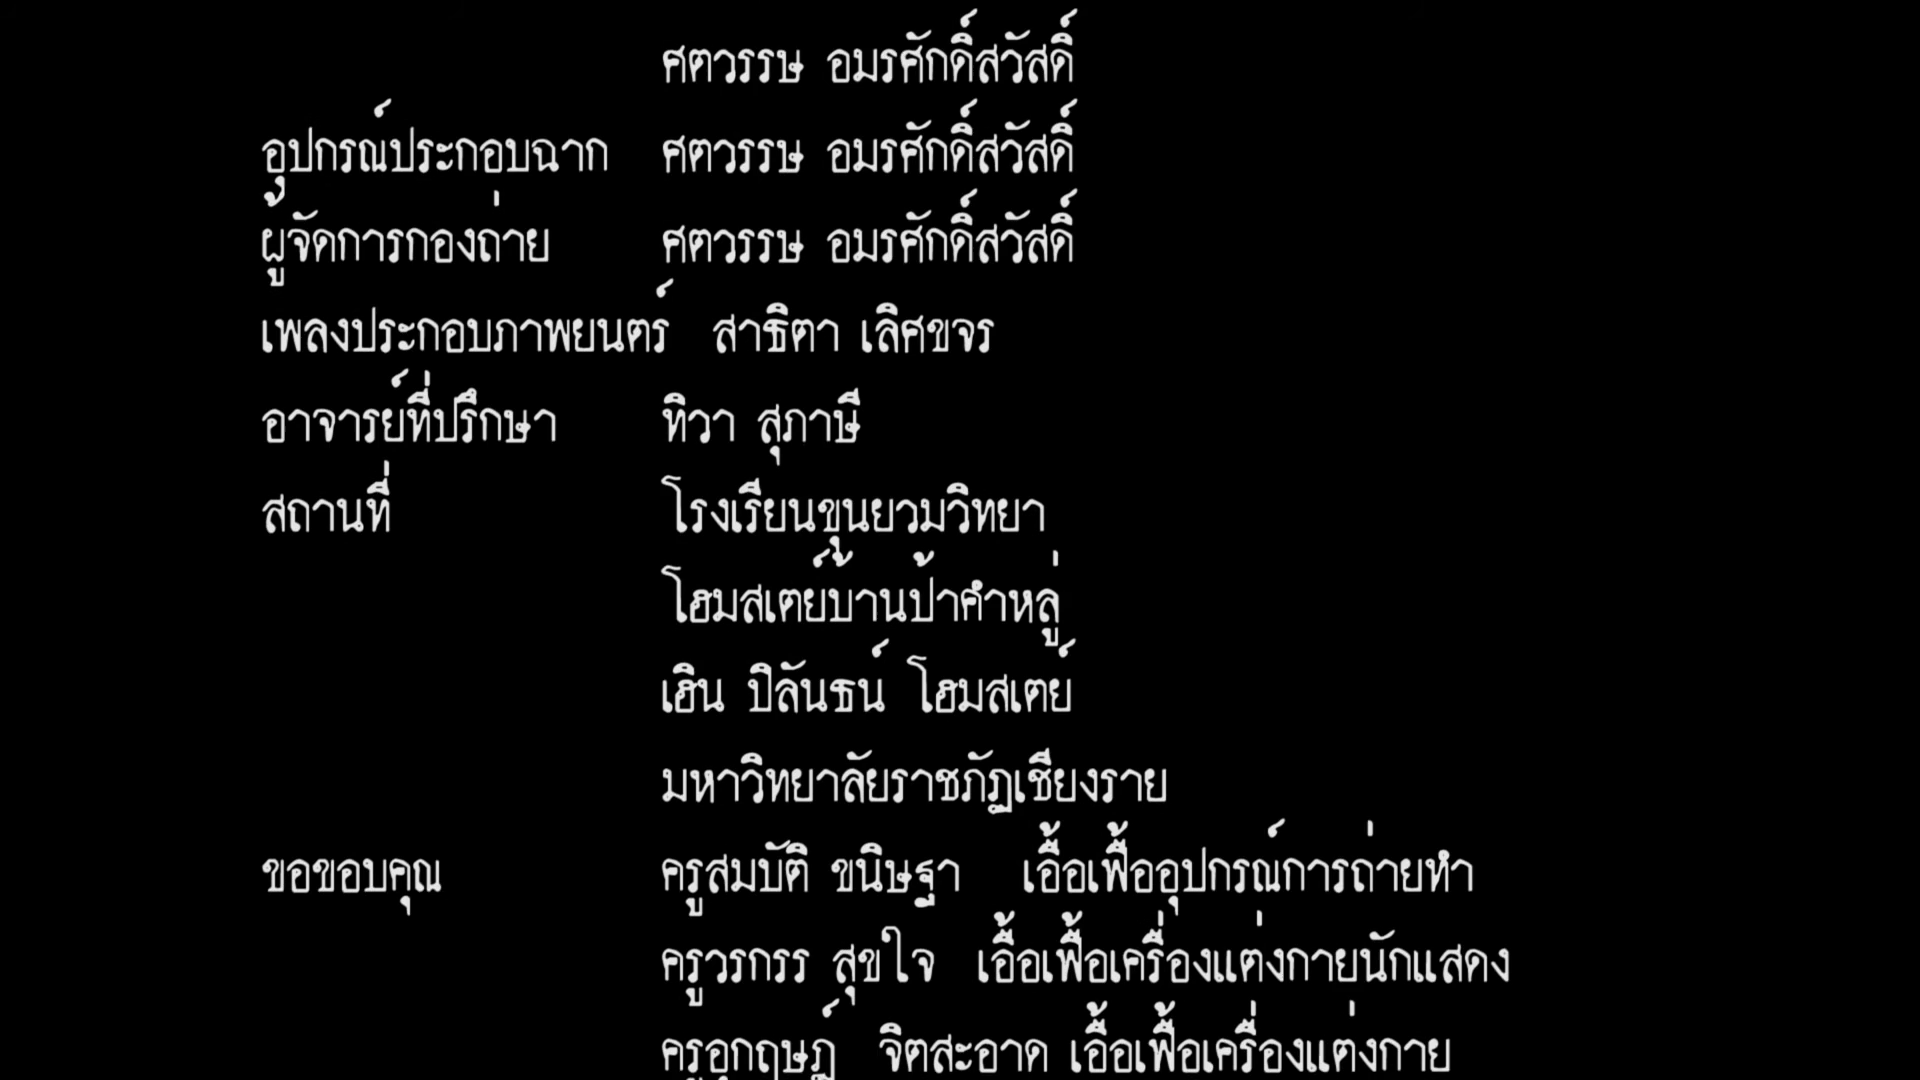 ศตวรรษ อมรศักดิ์สวัสดิ์
อุปกรณ์ประกอบฉาก ศตวรรษ อมรศักดิ์สวัสดิ์
ผู้จัดการกองถ่าย ศตวรรษ อมรศักดิ์สวัสดิ์
เพลงประกอบภาพยนตร์ สาธิตา เลิศขจร
อาจารย์ที่ปรึกษา ทิวา สุภาษี
สถานที่ โรงเรียนขุนยวมวิทยา
โฮมสเตย์บ้านป้าคำหลู่
เฮิน ปิลันธน์ โฮมสเตย์
มหาวิทยาลัยราชภัฏเชียงราย
ขอขอบคุณ ครูสมบัติ ขนิษฐา เอื้อเฟื้ออุปกรณ์การถ่ายทำ
ครูวรกรร สุขใจ เอื้อเฟื้อเครื่องแต่งกายนักแสดง
ครูอุกฤษฎ์ จิตสะอาด เอื้อเฟื้อเครื่องแต่งกาย